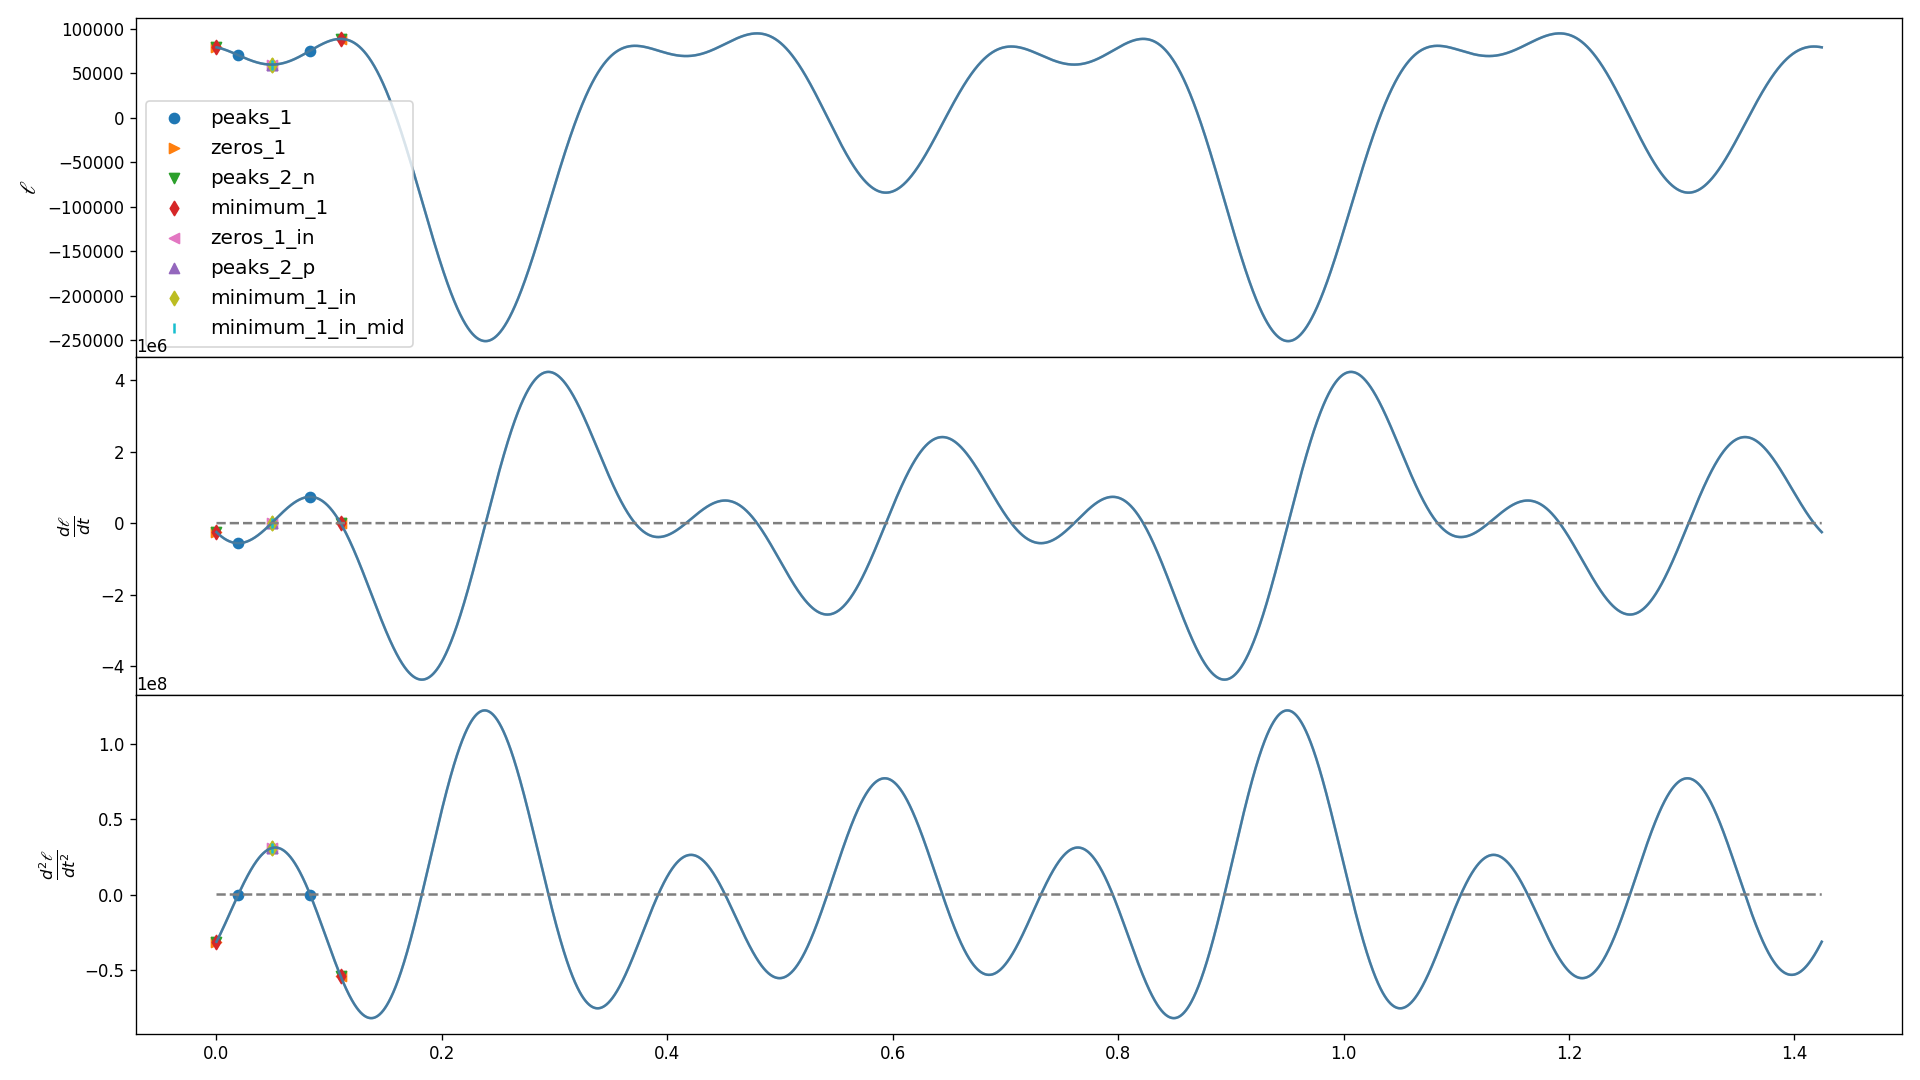 100000
50000
0
−50000
−100000
−150000
−200000
−250000
ℓ
peaks_1
zeros_1
peaks_2_n
minimum_1
zeros_1_in
peaks_2_p
minimum_1_in
minimum_1_in_mid
1e6
4
2
0
−2
−4
dℓ
dt
1e8
1.0
0.5
0.0
−0.5
d²ℓ
dt²
0.0 0.2 0.4 0.6 0.8 1.0 1.2 1.4